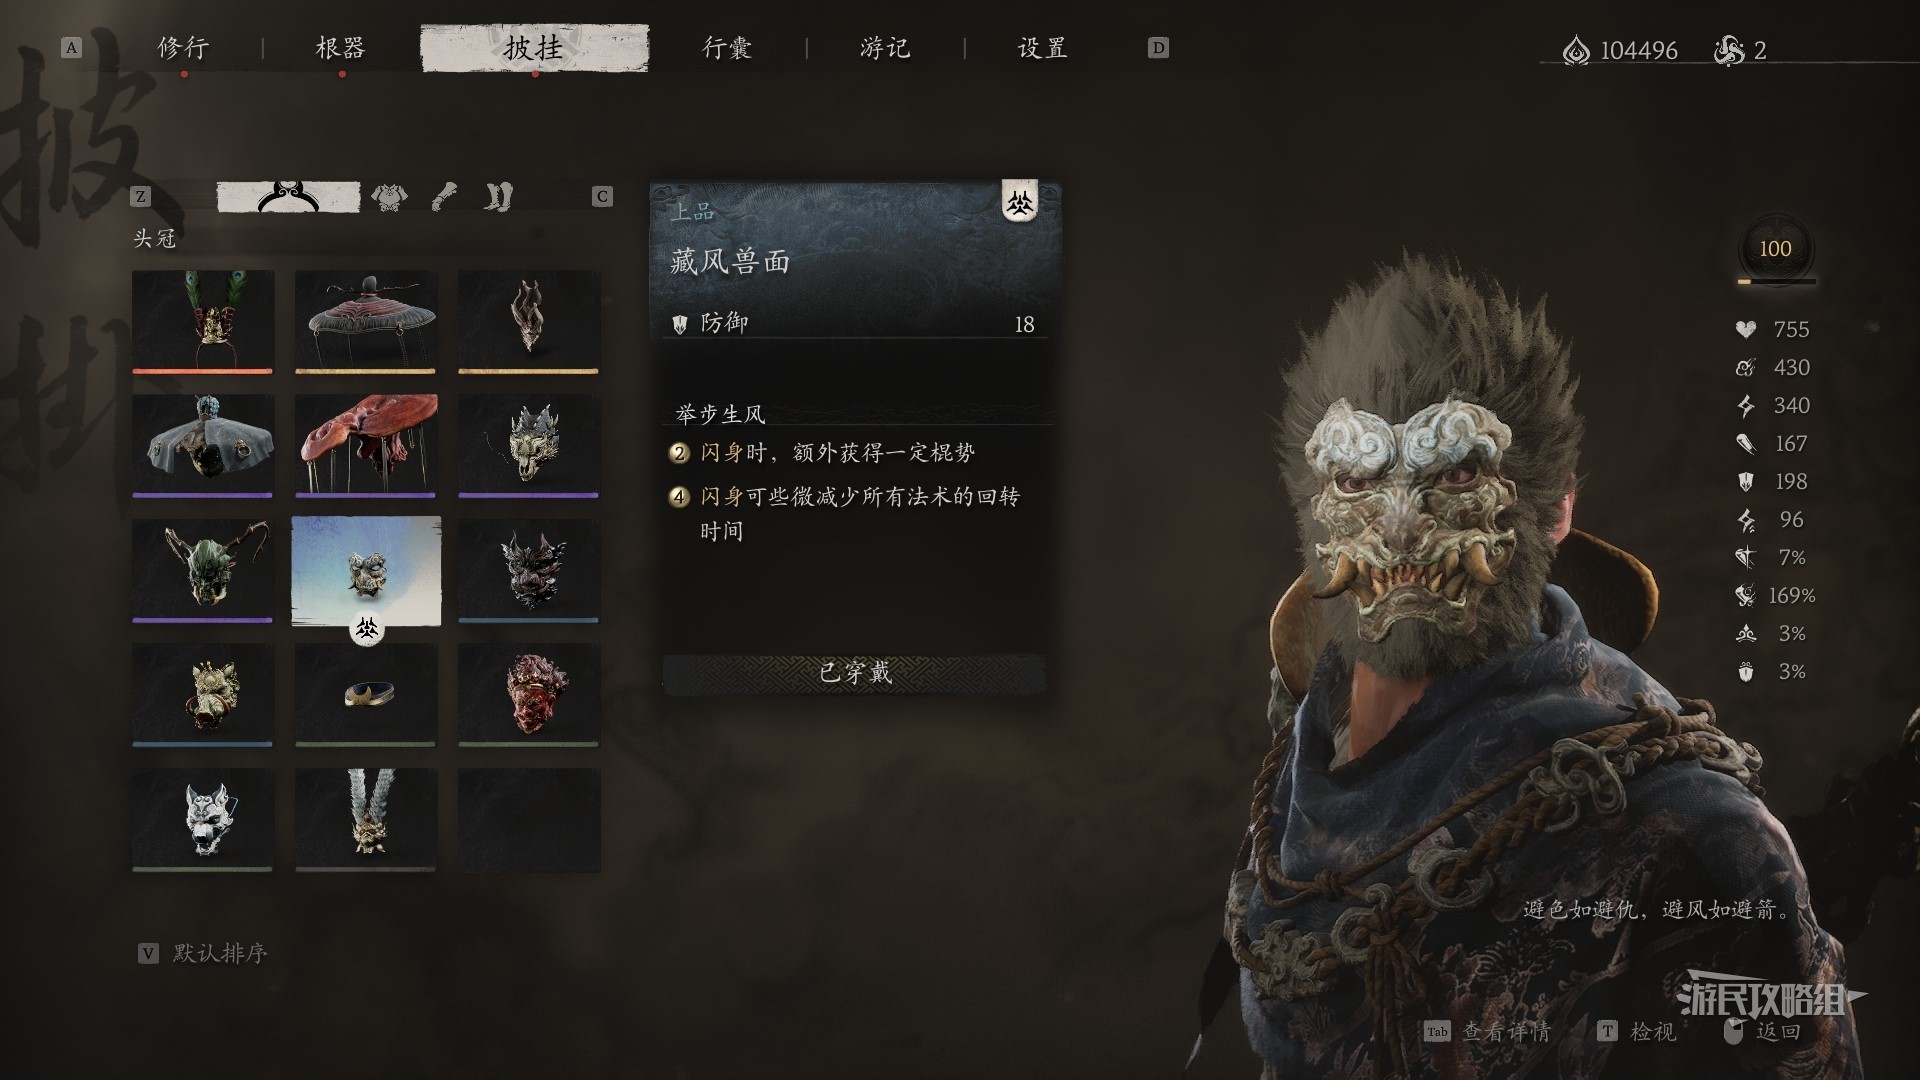 A 修行 根器 披挂 行囊 游记 设置 D 104496 2
披挂
Z C
头冠
上品
藏风兽面
防御 18
举步生风
2 闪身时，额外获得一定棍势
4 闪身可些微减少所有法术的回转
时间
已穿戴
100
755
430
340
167
198
96
7%
169%
3%
3%
避色如避仇，避风如避箭。
V 默认排序
游民攻略组
Tab 查看详情 T 检视 返回